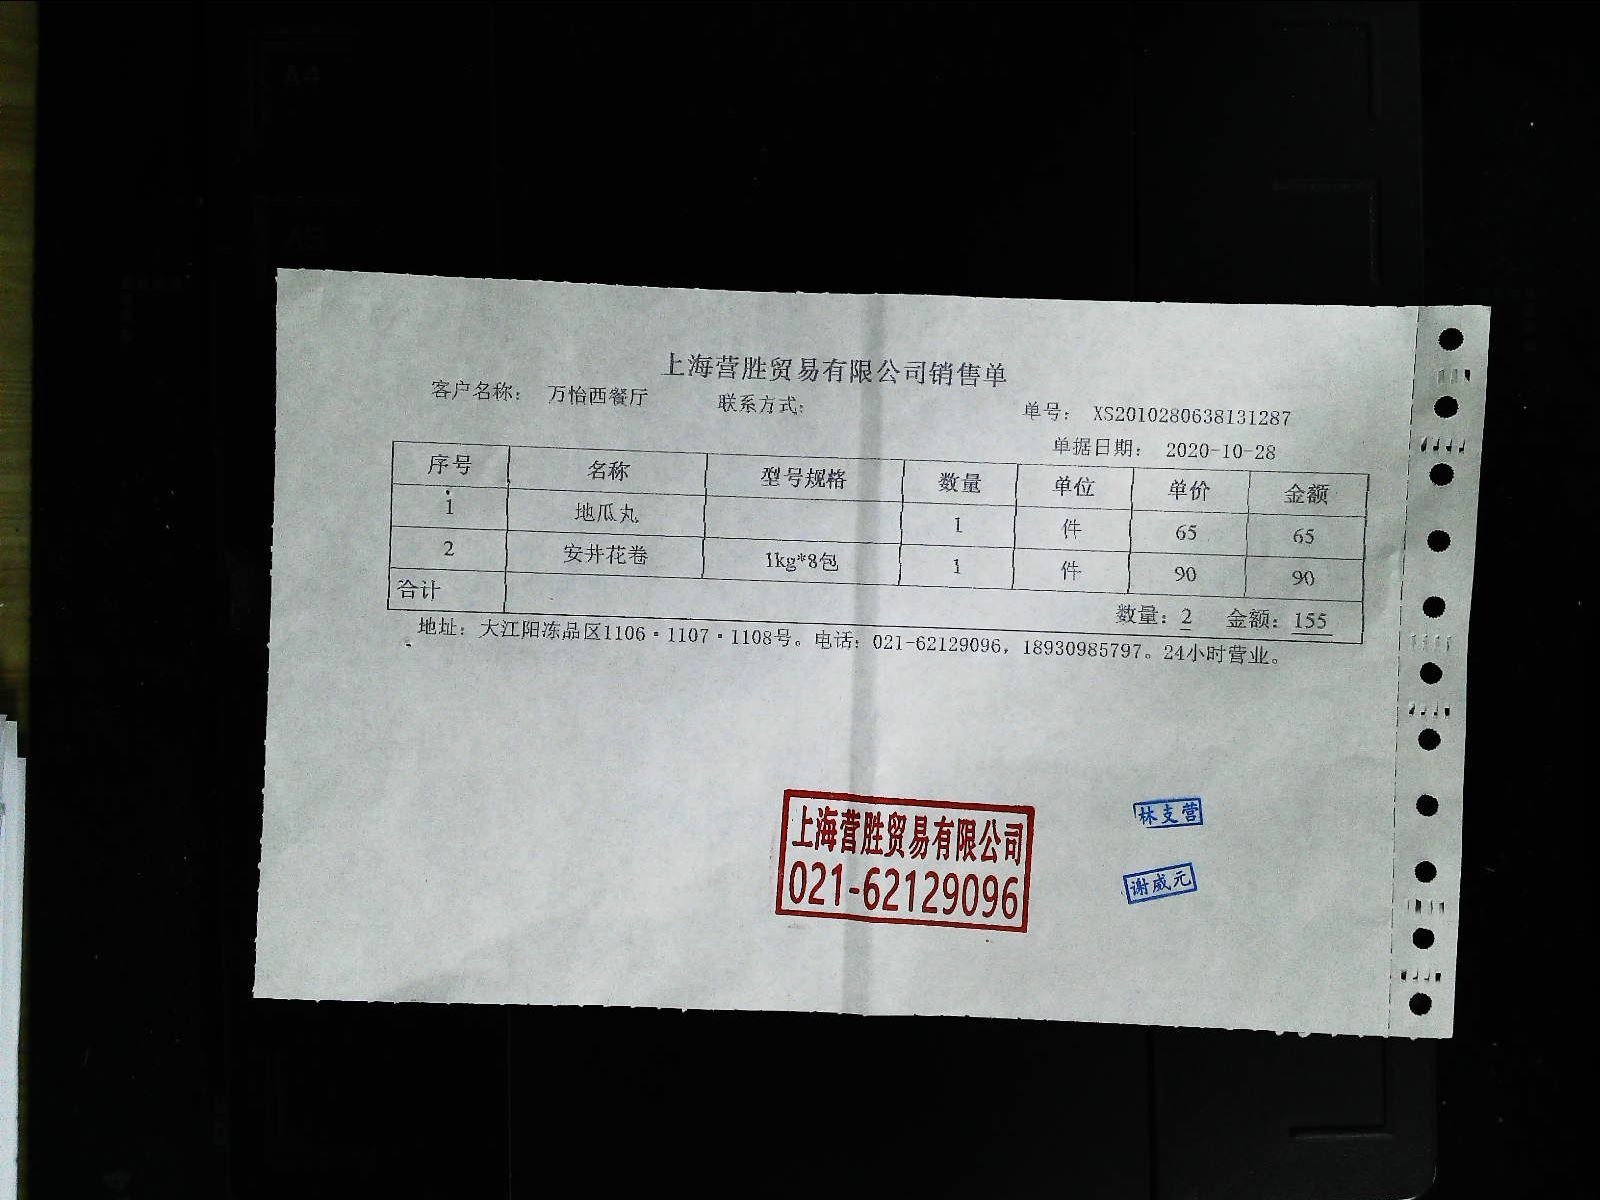 上海营胜贸易有限公司销售单
客户名称： 万怡西餐厅 联系方式： 单号： XS2010280638131287
单据日期： 2020-10-28
序号 名称 型号规格 数量 单位 单价 金额
1 地瓜丸 1 件 65 65
2 安井花卷 1kg*8包 1 件 90 90
合计 数量：2 金额：155
地址：大江阳冻品区1106·1107·1108号。电话：021-62129096，18930985797。24小时营业。
上海营胜贸易有限公司
021-62129096
林支营
谢威元